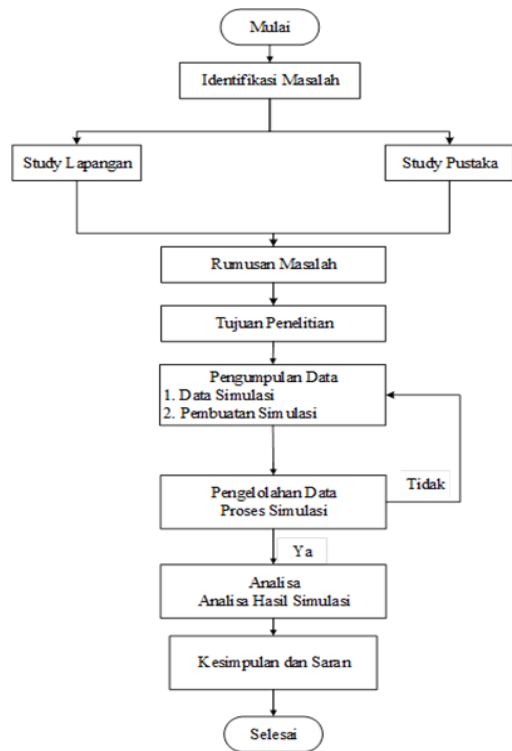 Mulai
Identifikasi Masalah
Study Lapangan
Study Pustaka
Rumusan Masalah
Tujuan Penelitian
Pengumpulan Data
1. Data Simulasi
2. Pembuatan Simulasi
Pengelolahan Data
Proses Simulasi
Tidak
Ya
Analisa
Analisa Hasil Simulasi
Kesimpulan dan Saran
Selesai